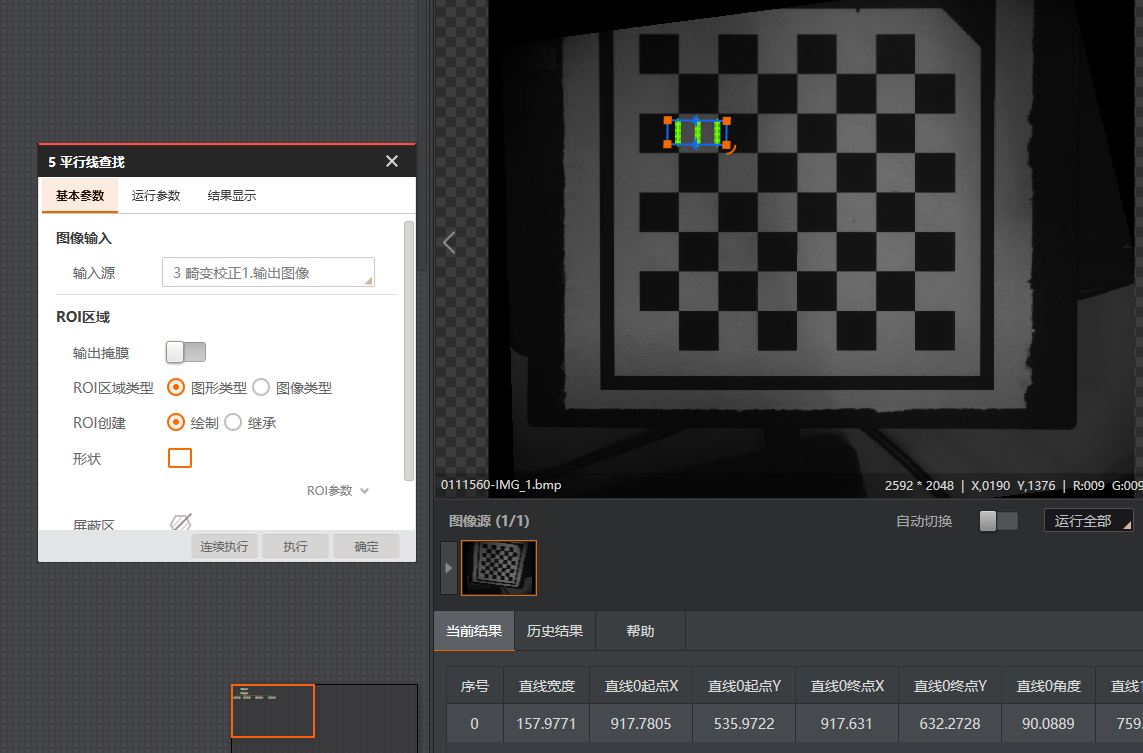 5 平行线查找
基本参数 运行参数 结果显示
图像输入
输入源 3 畸变校正1.输出图像
ROI区域
输出掩膜
ROI区域类型 图形类型 图像类型
ROI创建 绘制 继承
形状
ROI参数
屏蔽区
连续执行 执行 确定
0111560-IMG_1.bmp 2592 * 2048 | X,0190 Y,1376 | R:009 G:009
图像源 (1/1) 自动切换 运行全部
当前结果 历史结果 帮助
序号 直线宽度 直线0起点X 直线0起点Y 直线0终点X 直线0终点Y 直线0角度 直线1
0 157.9771 917.7805 535.9722 917.631 632.2728 90.0889 759.